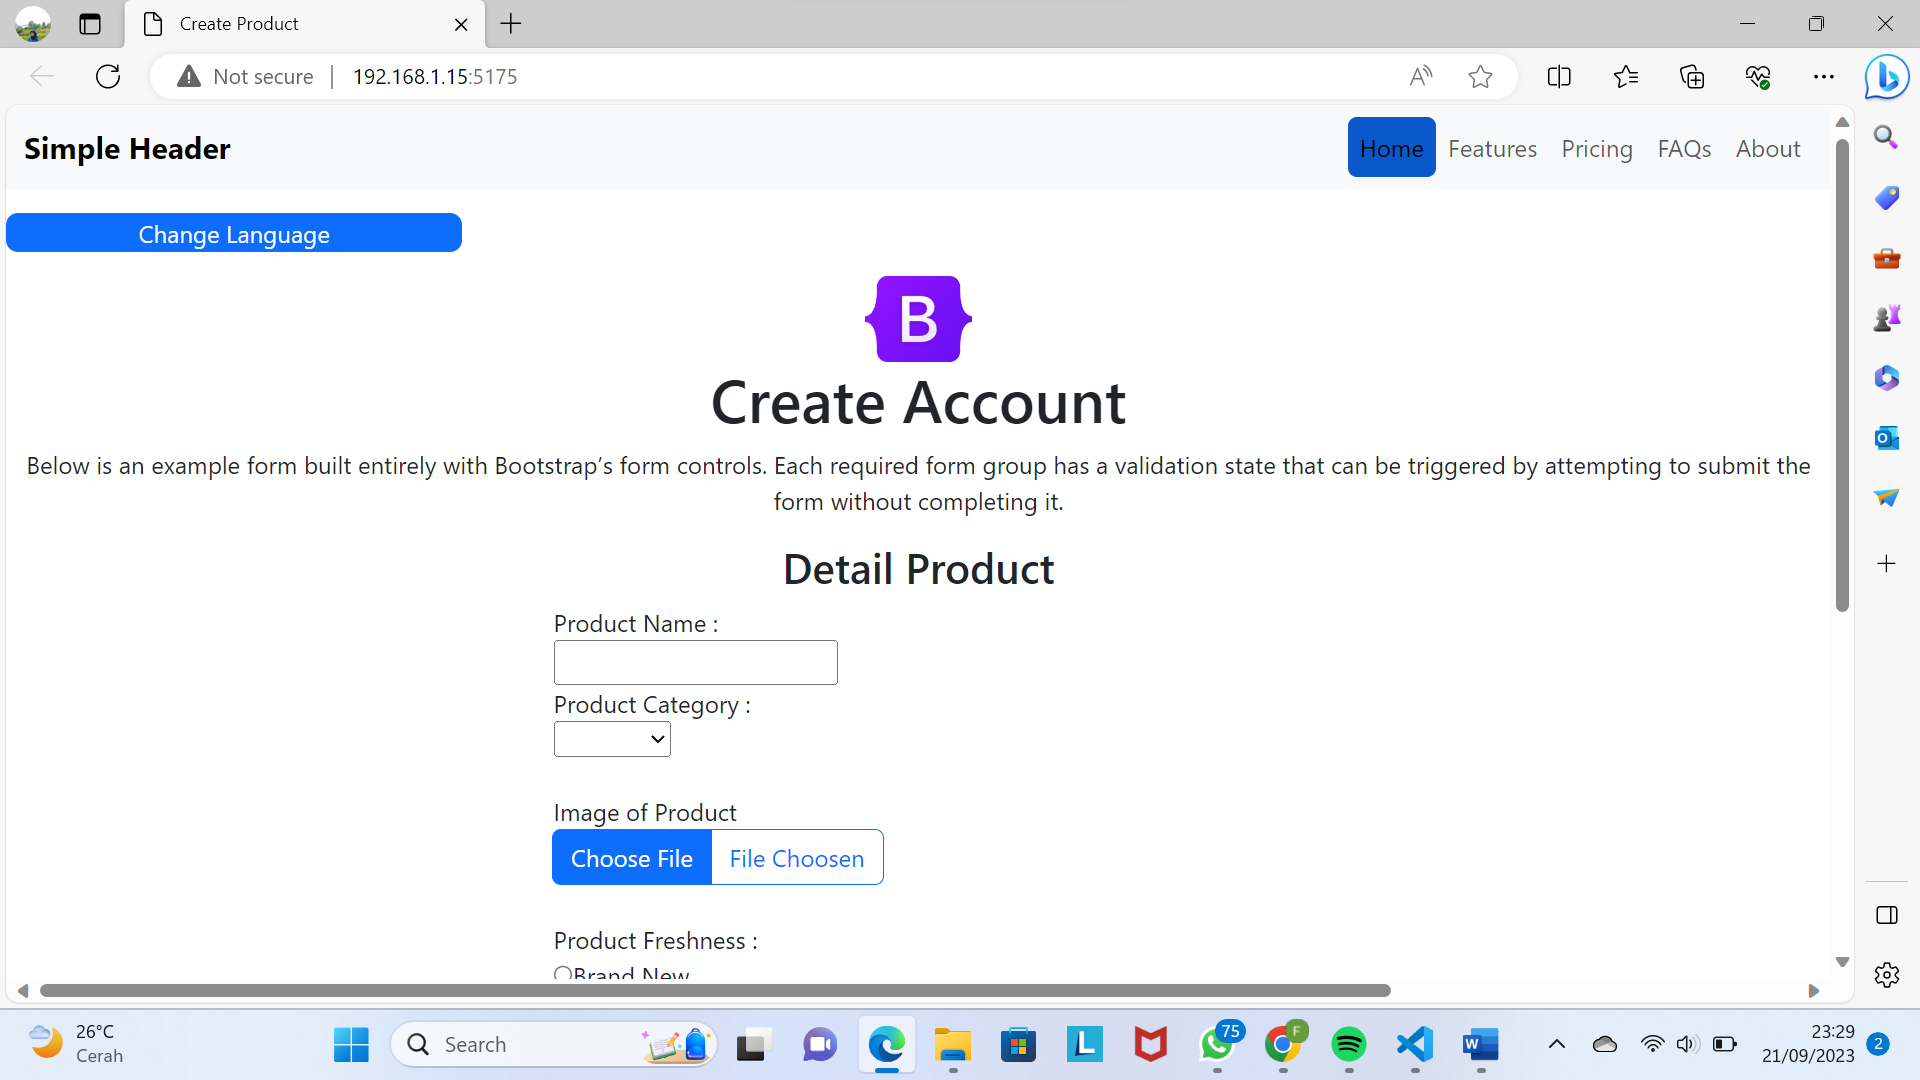 Create Product
Not secure
192.168.1.15:5175
Simple Header
Home Features Pricing FAQs About
Change Language
B
Create Account
Below is an example form built entirely with Bootstrap’s form controls. Each required form group has a validation state that can be triggered by attempting to submit the
form without completing it.
Detail Product
Product Name :
Product Category :
Image of Product
Choose File File Choosen
Product Freshness :
Brand New
26°C
Cerah
Search
75
F
23:29
21/09/2023
2